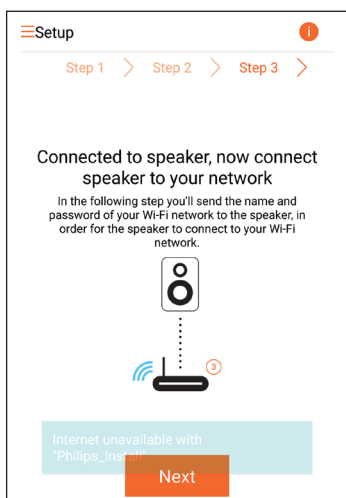 Setup
i
Step 1 > Step 2 > Step 3 >
Connected to speaker, now connect
speaker to your network
In the following step you'll send the name and
password of your Wi-Fi network to the speaker, in
order for the speaker to connect to your Wi-Fi
network.
3
Internet unavailable with
"Philips_Install".
Next